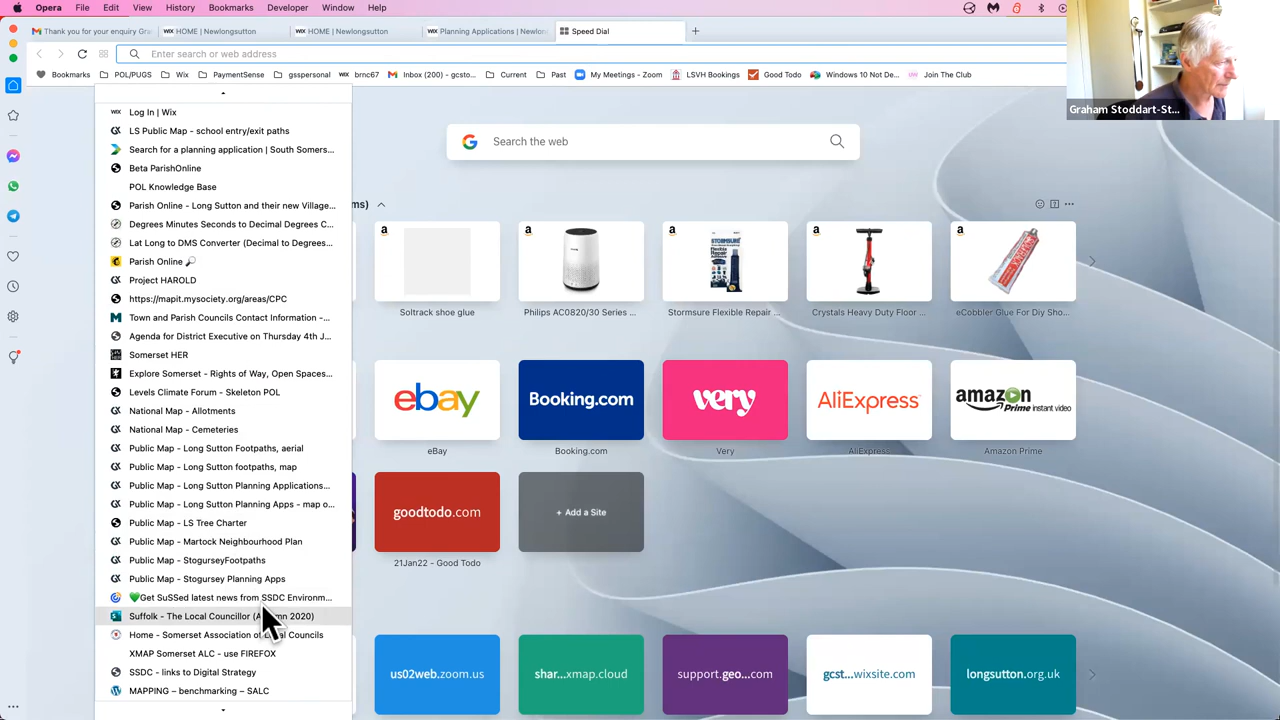 Opera File Edit View History Bookmarks Developer Window Help
Thank you for your enquiry Gra
WIX HOME | Newlongsutton
WIX HOME | Newlongsutton
WIX Planning Applications | Newlon
Speed Dial
Enter search or web address
Bookmarks POL/PUGS Wix PaymentSense gsspersonal WIX brnc67 Inbox (200) - gcsto... Current Past My Meetings - Zoom LSVH Bookings Good Todo Windows 10 Not De... Join The Club
Graham Stoddart-St...
WIX Log In | Wix
LS Public Map - school entry/exit paths
Search for a planning application | South Somers...
Beta ParishOnline
POL Knowledge Base
Parish Online - Long Sutton and their new Village...
Degrees Minutes Seconds to Decimal Degrees C...
Lat Long to DMS Converter (Decimal to Degrees...
Parish Online 🔎
Project HAROLD
https://mapit.mysociety.org/areas/CPC
Town and Parish Councils Contact Information -...
Agenda for District Executive on Thursday 4th J...
Somerset HER
Explore Somerset - Rights of Way, Open Spaces...
Levels Climate Forum - Skeleton POL
National Map - Allotments
National Map - Cemeteries
Public Map - Long Sutton Footpaths, aerial
Public Map - Long Sutton footpaths, map
Public Map - Long Sutton Planning Applications...
Public Map - Long Sutton Planning Apps - map o...
Public Map - LS Tree Charter
Public Map - Martock Neighbourhood Plan
Public Map - StogurseyFootpaths
Public Map - Stogursey Planning Apps
💚Get SuSSed latest news from SSDC Environm...
Suffolk - The Local Councillor (A mn 2020)
Home - Somerset Association of Councils
XMAP Somerset ALC - use FIREFOX
SSDC - links to Digital Strategy
MAPPING – benchmarking – SALC
Search the web
ms)
Soltrack shoe glue
Philips AC0820/30 Series ...
STORMSURE
Stormsure Flexible Repair ...
Crystals Heavy Duty Floor ...
eCobbler Glue For Diy Sho...
ebay
Booking.com
very
AliExpress
amazon
Prime instant video
eBay
Booking.com
Very
AliExpress
Amazon Prime
goodtodo.com
+ Add a Site
21Jan22 - Good Todo
us02web.zoom.us
shar...xmap.cloud
support.geo...com
gcst...wixsite.com
longsutton.org.uk